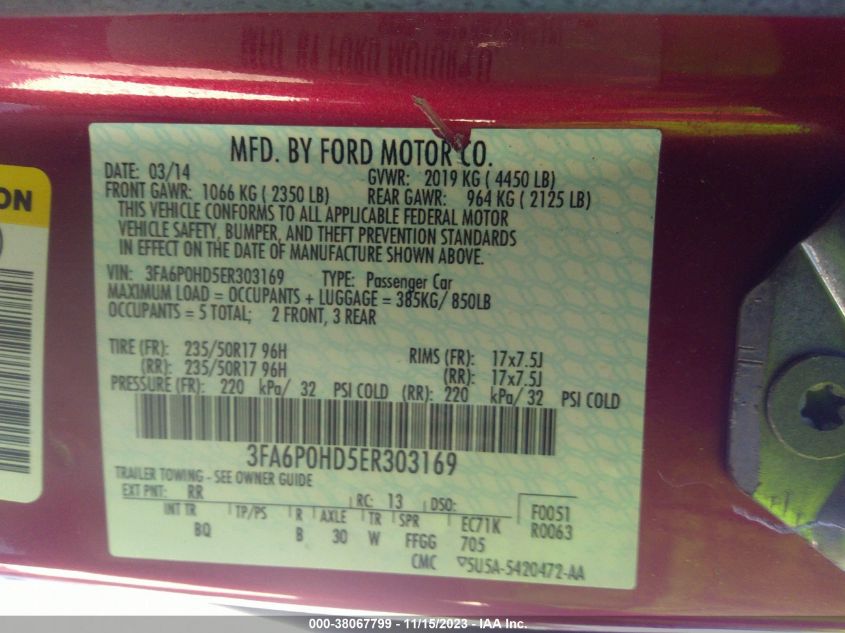 MFD. BY FORD MOTOR CO.
ON
MFD. BY FORD MOTOR CO.
DATE: 03/14 GVWR: 2019 KG ( 4450 LB)
FRONT GAWR: 1066 KG ( 2350 LB) REAR GAWR: 964 KG ( 2125 LB)
THIS VEHICLE CONFORMS TO ALL APPLICABLE FEDERAL MOTOR
VEHICLE SAFETY, BUMPER, AND THEFT PREVENTION STANDARDS
IN EFFECT ON THE DATE OF MANUFACTURE SHOWN ABOVE.
VIN: 3FA6P0HD5ER303169 TYPE: Passenger Car
MAXIMUM LOAD = OCCUPANTS + LUGGAGE = 385KG/ 850LB
OCCUPANTS = 5 TOTAL; 2 FRONT, 3 REAR
TIRE (FR): 235/50R17 96H RIMS (FR): 17x7.5J
(RR): 235/50R17 96H (RR): 17x7.5J
PRESSURE (FR): 220 kPa/ 32 PSI COLD (RR): 220 kPa/ 32 PSI COLD
3FA6P0HD5ER303169
TRAILER TOWING - SEE OWNER GUIDE
EXT PNT: RR RC: 13 DSO: F0051
INT TR TP/PS R AXLE TR SPR EC71K R0063
BQ B 30 W FFGG 705
CMC ▽5U5A-5420472-AA
000-38067799 - 11/15/2023 - IAA Inc.